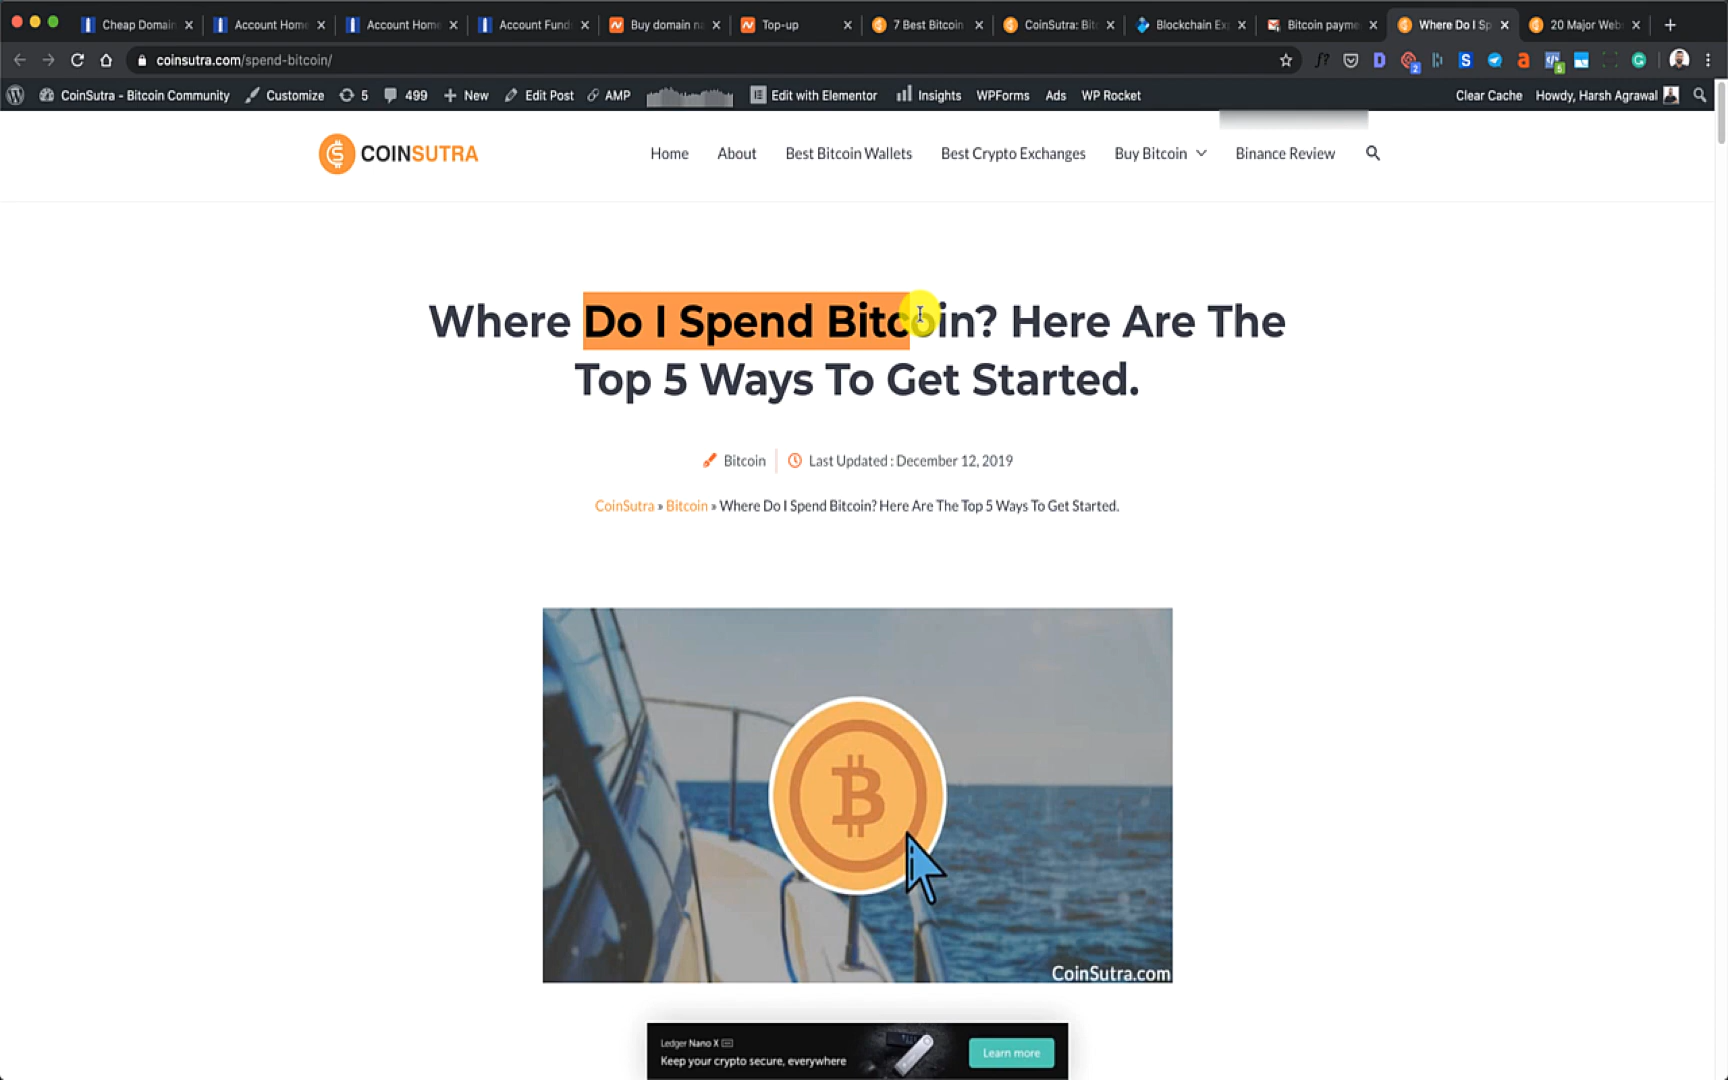 Cheap Domain
Account Home
Account Home
Account Fund
Buy domain na
Top-up
7 Best Bitcoin
CoinSutra: Bit
Blockchain Ex
Bitcoin payme
Where Do I Sp
20 Major Web
coinsutra.com/spend-bitcoin/
CoinSutra - Bitcoin Community
Customize
5
499
New
Edit Post
AMP
Edit with Elementor
Insights
WPForms
Ads
WP Rocket
Clear Cache
Howdy, Harsh Agrawal
COINSUTRA
Home
About
Best Bitcoin Wallets
Best Crypto Exchanges
Buy Bitcoin
Binance Review
Where Do I Spend Bitcoin? Here Are The
Top 5 Ways To Get Started.
Bitcoin
Last Updated : December 12, 2019
CoinSutra » Bitcoin » Where Do I Spend Bitcoin? Here Are The Top 5 Ways To Get Started.
CoinSutra.com
Ledger Nano X
Keep your crypto secure, everywhere
Learn more